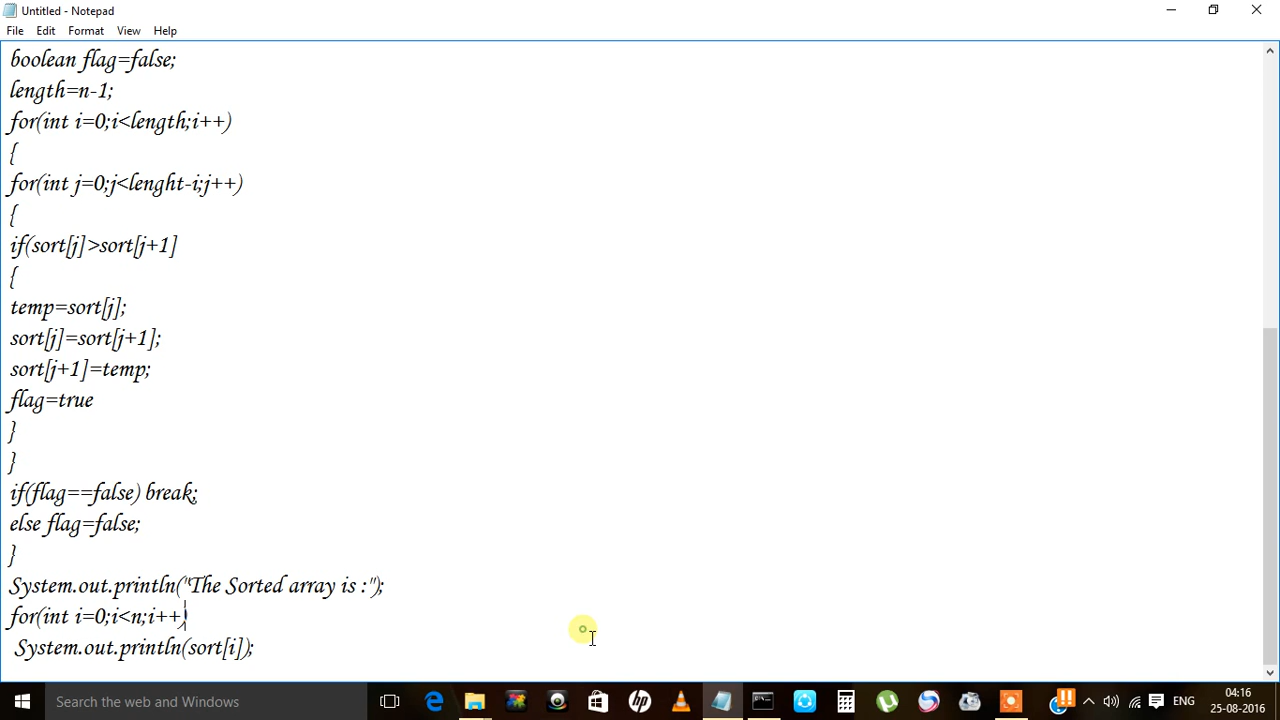 Untitled - Notepad
File Edit Format View Help
boolean flag=false;
length=n-1;
for(int i=0;i<length;i++)
{
for(int j=0;j<lenght-i;j++)
{
if(sort[j]>sort[j+1]
{
temp=sort[j];
sort[j]=sort[j+1];
sort[j+1]=temp;
flag=true
}
}
if(flag==false) break;
else flag=false;
}
System.out.println("The Sorted array is :");
for(int i=0;i<n;i++)
System.out.println(sort[i]);
Search the web and Windows
ENG
04:16
25-08-2016